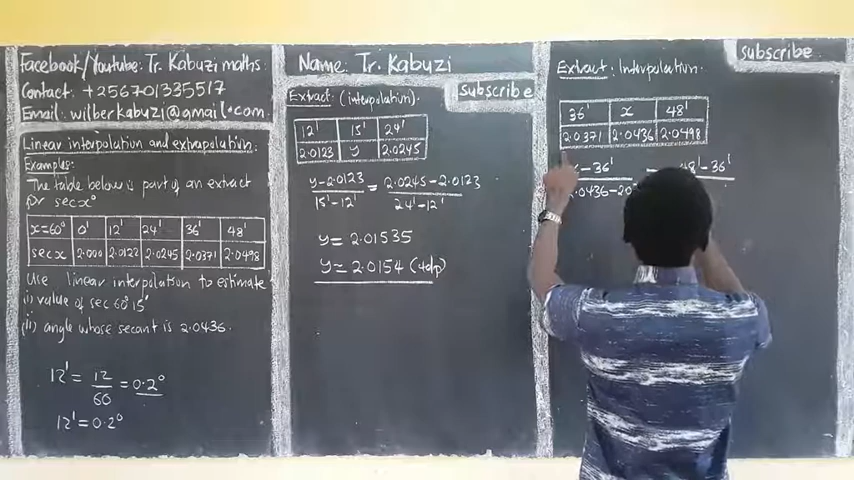 Facebook/Youtube: Tr. Kabuzi maths.
Contact: +256701335517
Email: wilberkabuzi@gmail.com
Linear interpolation and extrapolation:
Examples:
The table below is part of an extract
for sec x°
x=60° 0' 12' 24' 36' 48'
sec x 2.000 2.0122 2.0245 2.0371 2.0498
Use linear interpolation to estimate
(i) value of sec 60°15'
(ii) angle whose secant is 2.0436.
12' = 12/60 = 0.2°
12' = 0.2°
Name: Tr. Kabuzi
subscribe
Extract: (interpolation).
12' 15' 24'
2.0123 y 2.0245
y-2.0123/15'-12' = 2.0245-2.0123/24'-12'
y = 2.01535
y = 2.0154 (4dp)
subscribe
Extract: Interpolation
36' x 48'
2.0371 2.0436 2.0498
-36' = 48'-36'
.0436-20